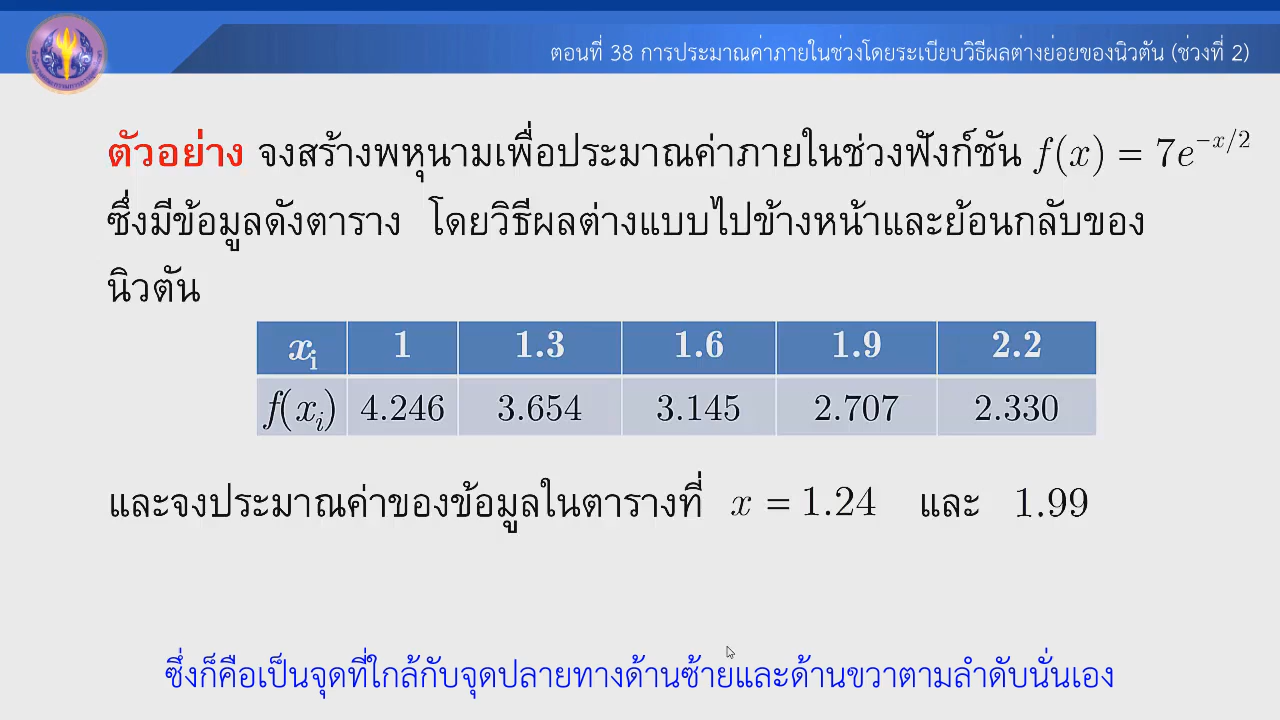 ตอนที่ 38 การประมาณค่าภายในช่วงโดยระเบียบวิธีผลต่างย่อยของนิวตัน (ช่วงที่ 2)
ตัวอย่าง จงสร้างพหุนามเพื่อประมาณค่าภายในช่วงฟังก์ชัน f(x) = 7e^{-x/2}
ซึ่งมีข้อมูลดังตาราง โดยวิธีผลต่างแบบไปข้างหน้าและย้อนกลับของ
นิวตัน
x_i 1 1.3 1.6 1.9 2.2
f(x_i) 4.246 3.654 3.145 2.707 2.330
และจงประมาณค่าของข้อมูลในตารางที่ x = 1.24 และ 1.99
ซึ่งก็คือเป็นจุดที่ใกล้กับจุดปลายทางด้านซ้ายและด้านขวาตามลำดับนั่นเอง